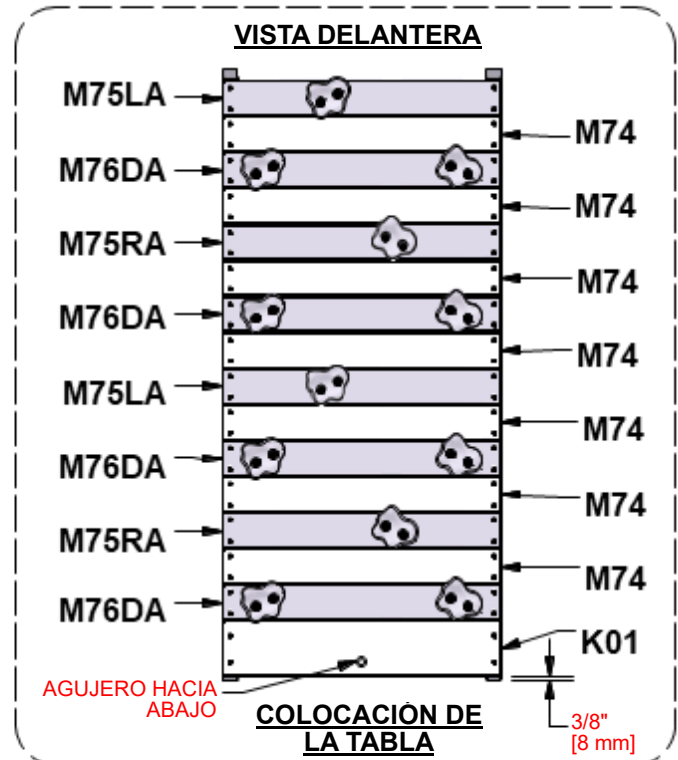 VISTA DELANTERA
M75LA
M74
M76DA
M74
M75RA
M74
M76DA
M74
M75LA
M74
M76DA
M74
M75RA
M74
M76DA
K01
AGUJERO HACIA
ABAJO
COLOCACIÓN DE
LA TABLA
3/8"
[8 mm]